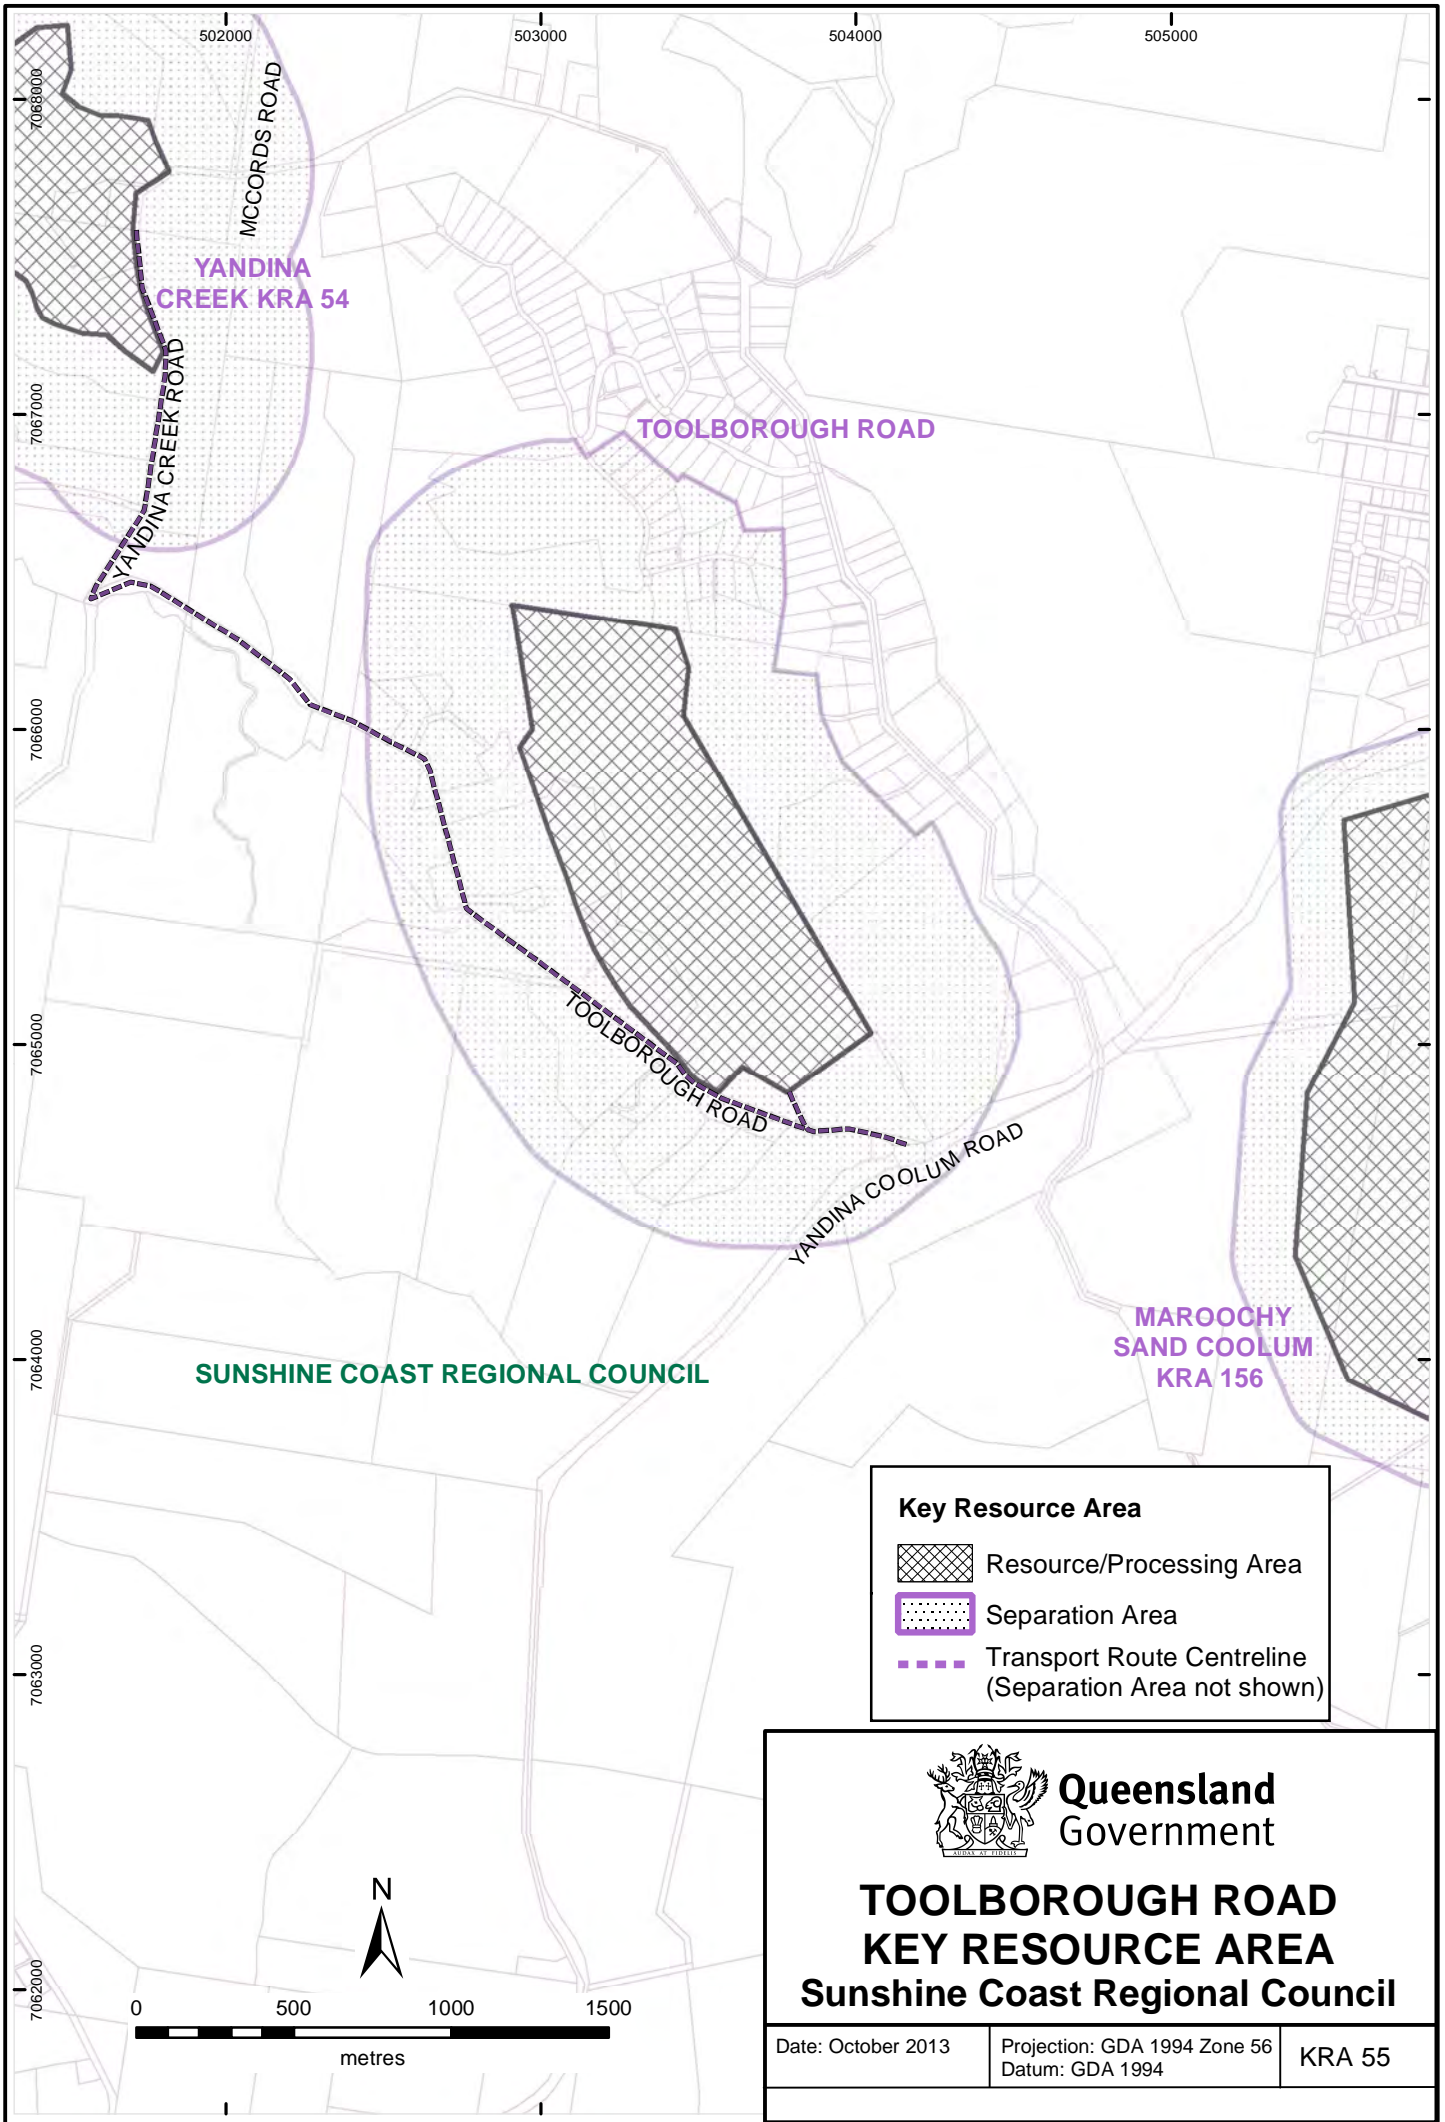 502000
503000
504000
505000
7068000
7067000
7066000
7065000
7064000
7063000
7062000
MCCORDS ROAD
YANDINA
CREEK KRA 54
YANDINA CREEK ROAD
TOOLBOROUGH ROAD
TOOLBOROUGH ROAD
YANDINA COOLUM ROAD
MAROOCHY
SAND COOLUM
KRA 156
SUNSHINE COAST REGIONAL COUNCIL
Key Resource Area
Resource/Processing Area
Separation Area
Transport Route Centreline
(Separation Area not shown)
AUDAX AT FIDELIS
Queensland
Government
TOOLBOROUGH ROAD
KEY RESOURCE AREA
Sunshine Coast Regional Council
Date: October 2013
Projection: GDA 1994 Zone 56
Datum: GDA 1994
KRA 55
N
0 500 1000 1500
metres